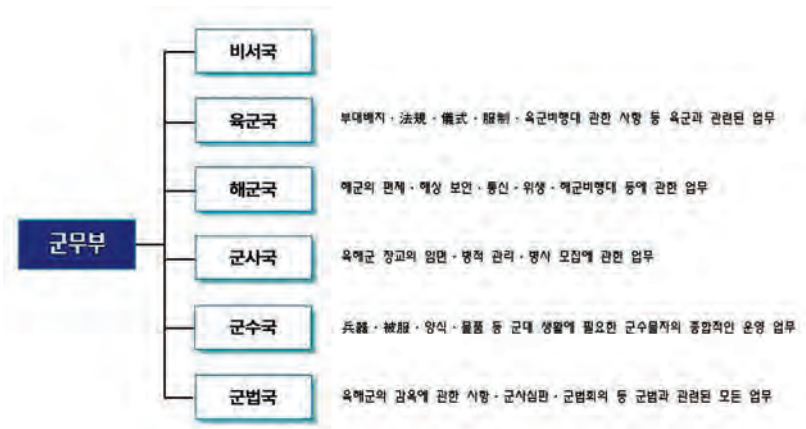 비서국
육군국 부대배치 · 法規 · 儀式 · 服制 · 육군비행대 관한 사항 등 육군과 관련된 업무
해군국 해군의 편제 · 해상 보안 · 통신 · 위생 · 해군비행대 등에 관한 업무
군무부
군사국 육해군 장교의 임면 · 병적 관리 · 병사 모집에 관한 업무
군수국 兵器 · 被服 · 양식 · 물품 등 군대 생활에 필요한 군수물자의 종합적인 운영 업무
군법국 육해군의 감옥에 관한 사항 · 군사심판 · 군법회의 등 군법과 관련된 모든 업무